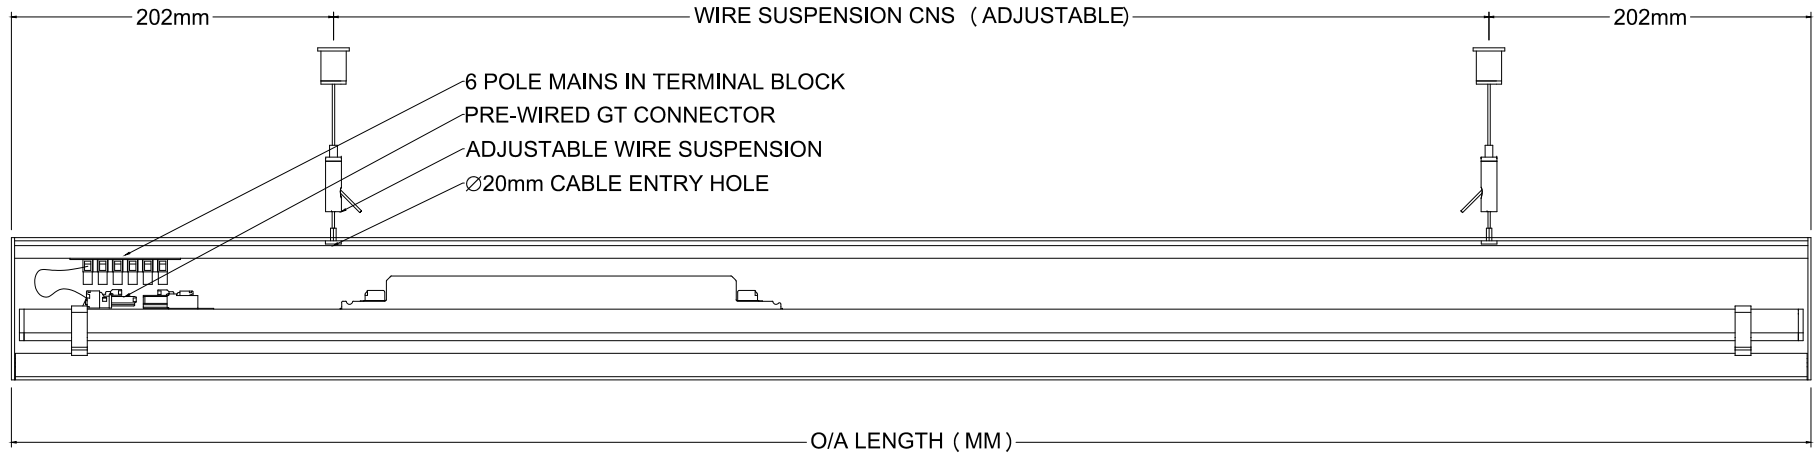 202mm
WIRE SUSPENSION CNS (ADJUSTABLE)
202mm
6 POLE MAINS IN TERMINAL BLOCK
PRE-WIRED GT CONNECTOR
ADJUSTABLE WIRE SUSPENSION
∅20mm CABLE ENTRY HOLE
O/A LENGTH (MM)